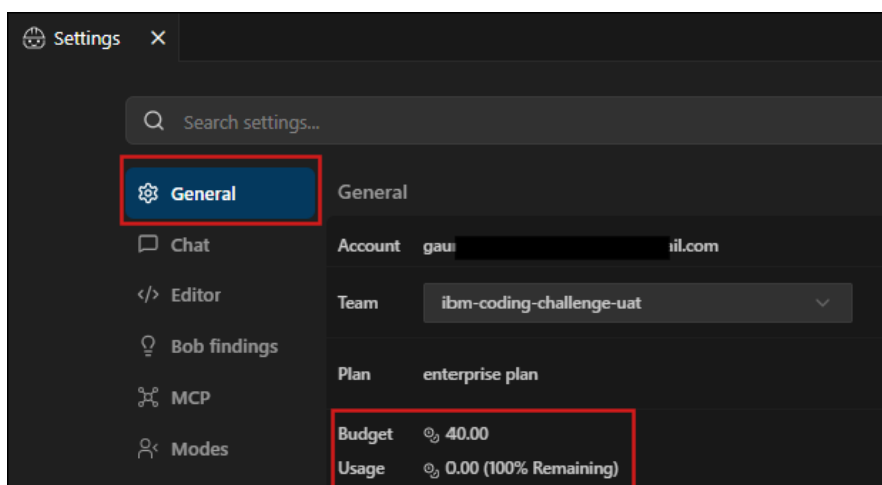 Settings
Search settings...
General
Chat
Editor
Bob findings
MCP
Modes
General
Account gau il.com
Team ibm-coding-challenge-uat
Plan enterprise plan
Budget 40.00
Usage 0.00 (100% Remaining)